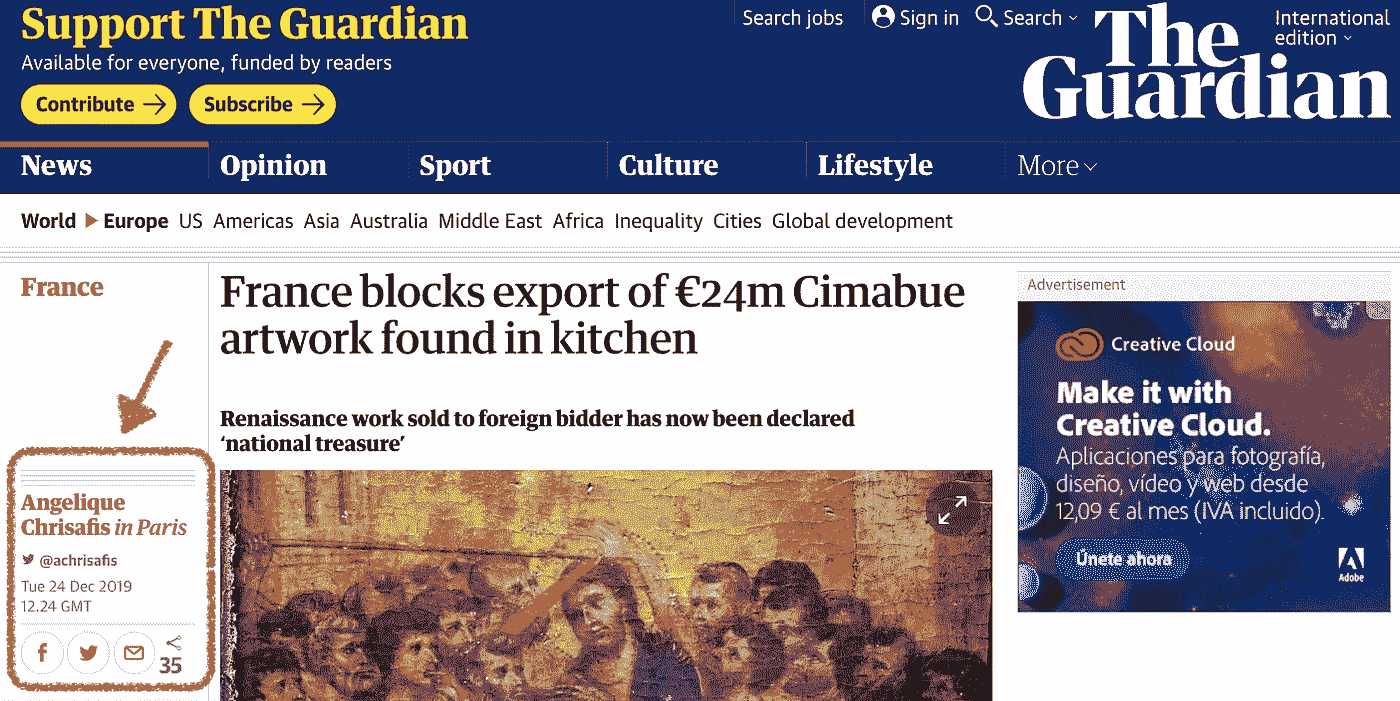 Support The Guardian
Available for everyone, funded by readers
Contribute →
Subscribe →
Search jobs
Sign in
Search
International
edition
The
Guardian
News
Opinion
Sport
Culture
Lifestyle
More
World Europe US Americas Asia Australia Middle East Africa Inequality Cities Global development
France
France blocks export of €24m Cimabue
artwork found in kitchen
Renaissance work sold to foreign bidder has now been declared
‘national treasure’
Angelique
Chrisafis in Paris
@achrisafis
Tue 24 Dec 2019
12.24 GMT
35
Advertisement
Creative Cloud
Make it with
Creative Cloud.
Aplicaciones para fotografía,
diseño, vídeo y web desde
12,09 € al mes (IVA incluido).
Únete ahora
Adobe